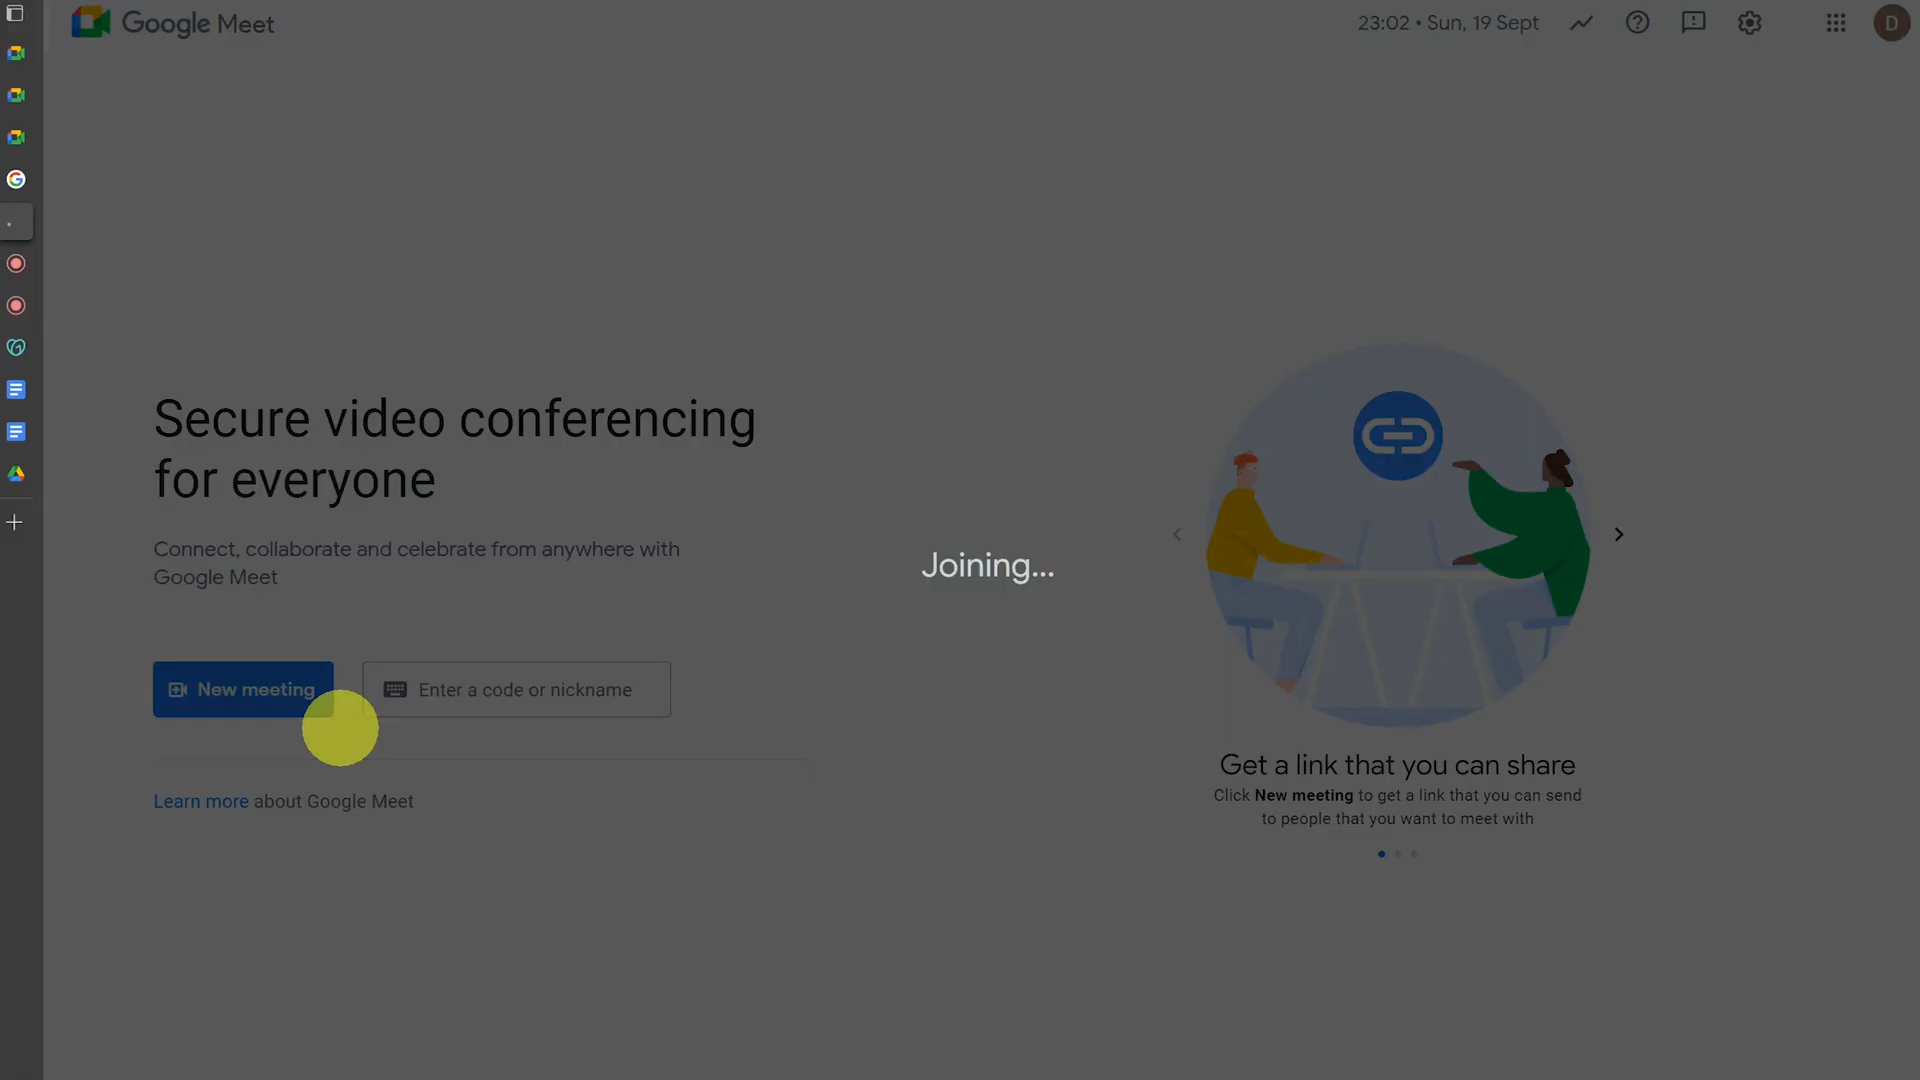 Google Meet
23:02 • Sun, 19 Sept
D
Secure video conferencing
for everyone
Connect, collaborate and celebrate from anywhere with
Google Meet
Joining...
New meeting
Enter a code or nickname
Learn more about Google Meet
Get a link that you can share
Click New meeting to get a link that you can send
to people that you want to meet with